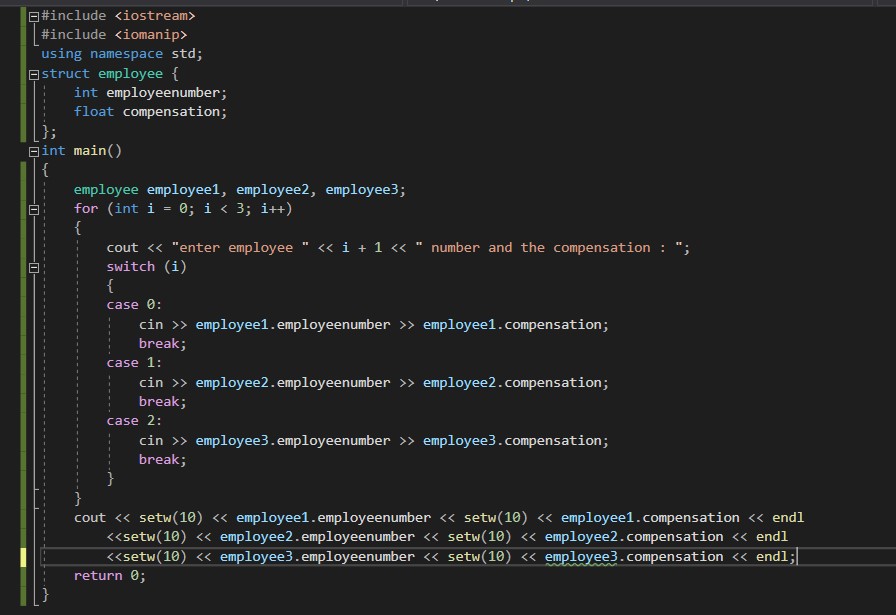 #include <iostream>
#include <iomanip>
using namespace std;
struct employee {
    int employeenumber;
    float compensation;
};
int main()
{
    employee employee1, employee2, employee3;
    for (int i = 0; i < 3; i++)
    {
        cout << "enter employee " << i + 1 << " number and the compensation : ";
        switch (i)
        {
        case 0:
            cin >> employee1.employeenumber >> employee1.compensation;
            break;
        case 1:
            cin >> employee2.employeenumber >> employee2.compensation;
            break;
        case 2:
            cin >> employee3.employeenumber >> employee3.compensation;
            break;
        }
    }
    cout << setw(10) << employee1.employeenumber << setw(10) << employee1.compensation << endl
        <<setw(10) << employee2.employeenumber << setw(10) << employee2.compensation << endl
        <<setw(10) << employee3.employeenumber << setw(10) << employee3.compensation << endl;
    return 0;
}